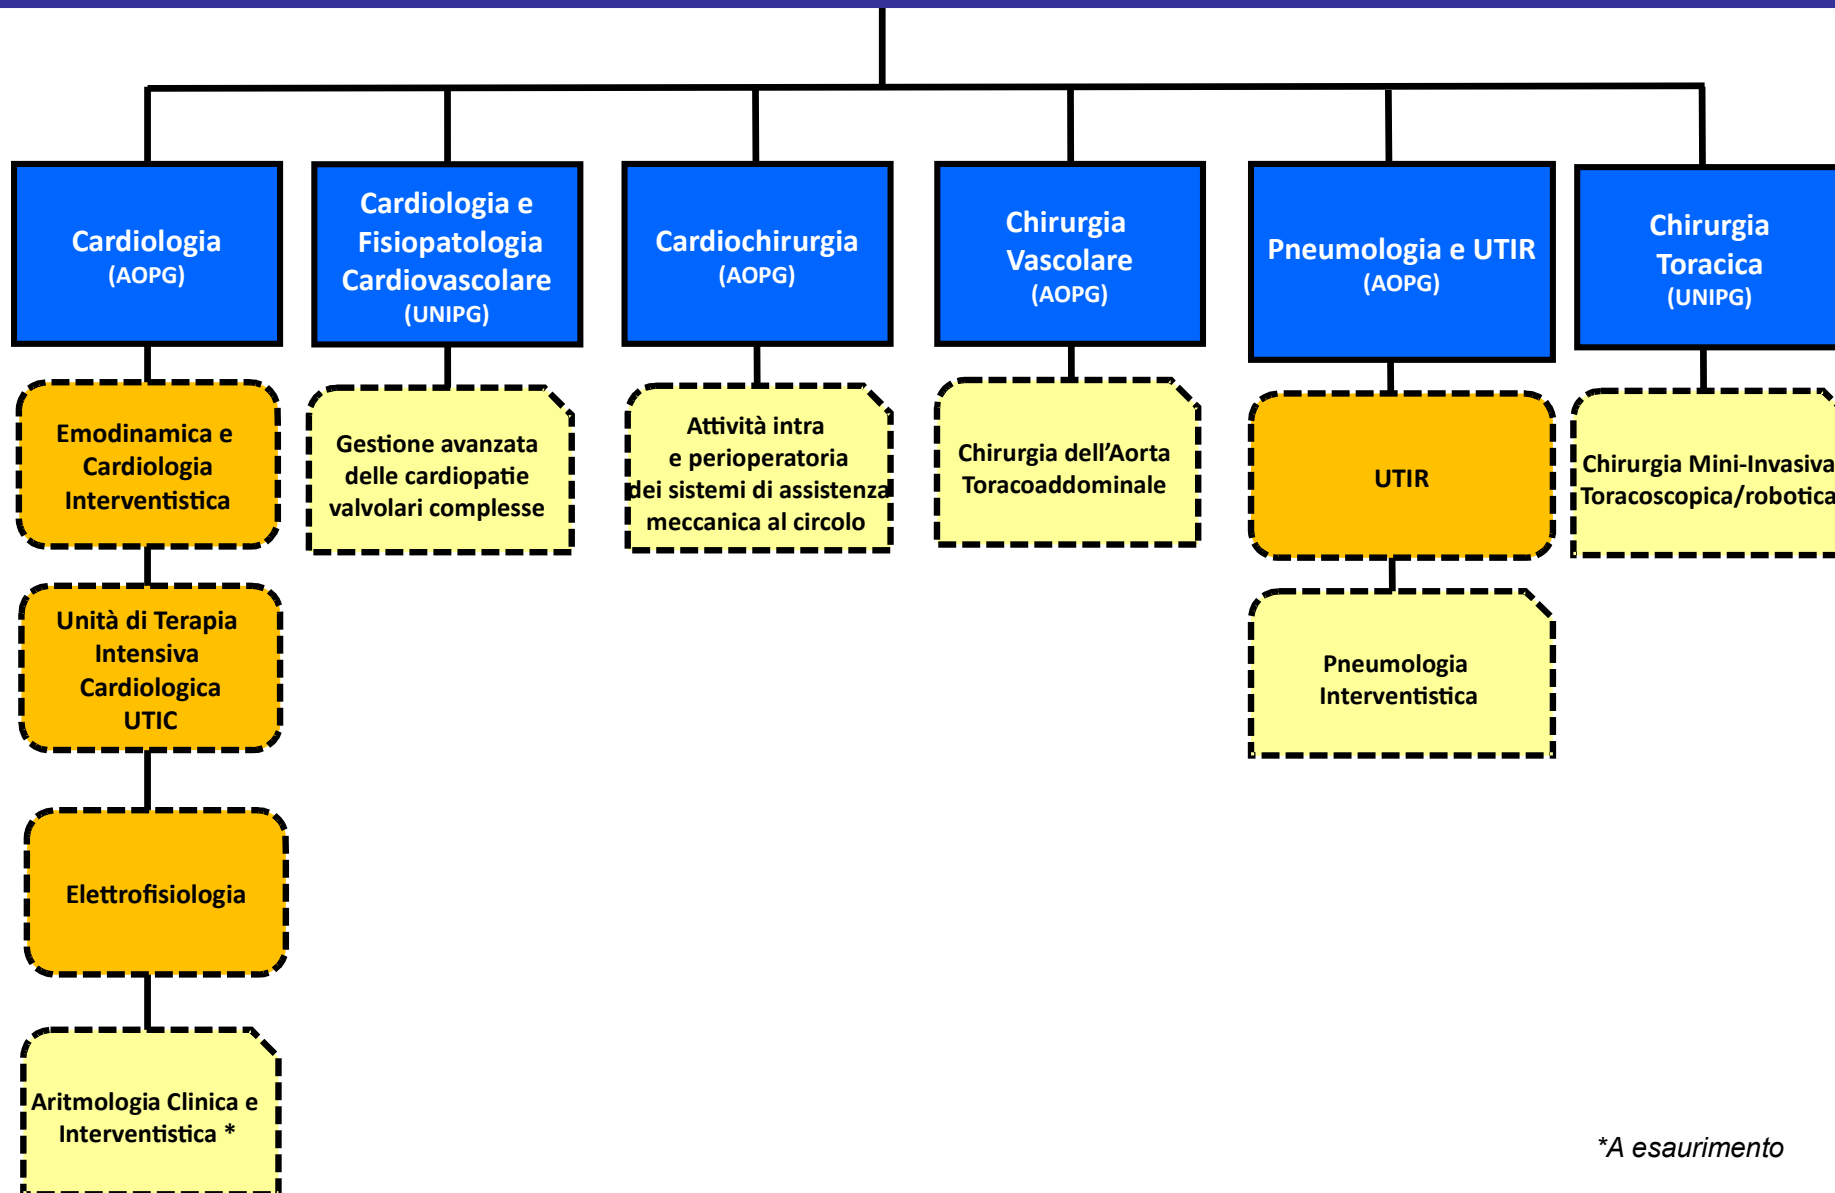 Cardiologia
(AOPG)
Cardiologia e
Fisiopatologia
Cardiovascolare
(UNIPG)
Cardiochirurgia
(AOPG)
Chirurgia
Vascolare
(AOPG)
Pneumologia e UTIR
(AOPG)
Chirurgia
Toracica
(UNIPG)
Emodinamica e
Cardiologia
Interventistica
Gestione avanzata
delle cardiopatie
valvolari complesse
Attività intra
e perioperatoria
dei sistemi di assistenza
meccanica al circolo
Chirurgia dell’Aorta
Toracoaddominale
UTIR
Chirurgia Mini-Invasiva
Toracoscopica/robotica
Unità di Terapia
Intensiva
Cardiologica
UTIC
Pneumologia
Interventistica
Elettrofisiologia
Aritmologia Clinica e
Interventistica *
*A esaurimento